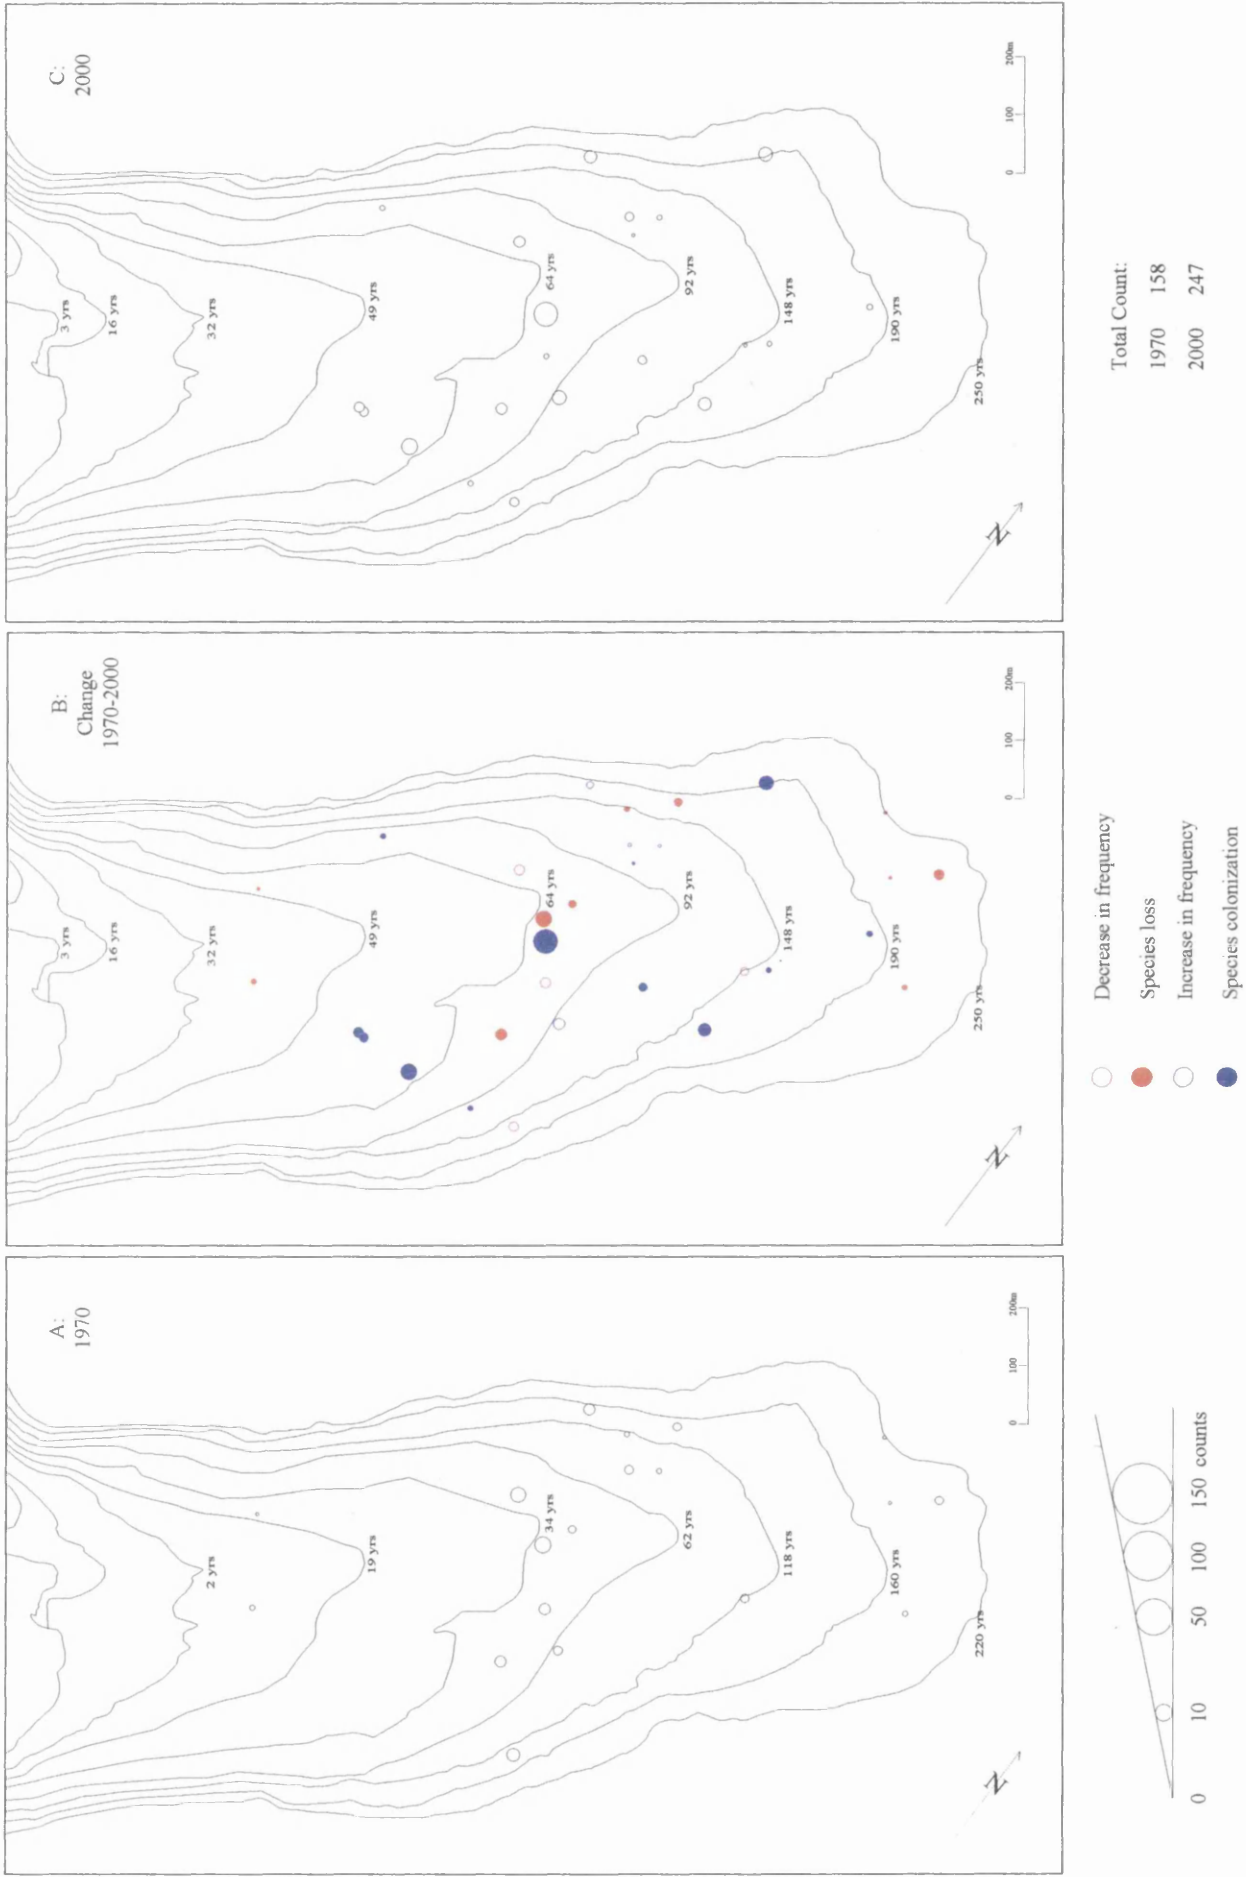 A:
1970
2 yrs
19 yrs
34 yrs
62 yrs
118 yrs
160 yrs
220 yrs
0 100 200m
N
B:
Change
1970-2000
3 yrs
16 yrs
32 yrs
49 yrs
64 yrs
92 yrs
148 yrs
190 yrs
250 yrs
0 100 200m
N
C:
2000
3 yrs
16 yrs
32 yrs
49 yrs
64 yrs
92 yrs
148 yrs
190 yrs
250 yrs
0 100 200m
N
0 10 50 100 150 counts
Decrease in frequency
Species loss
Increase in frequency
Species colonization
Total Count:
1970 158
2000 247